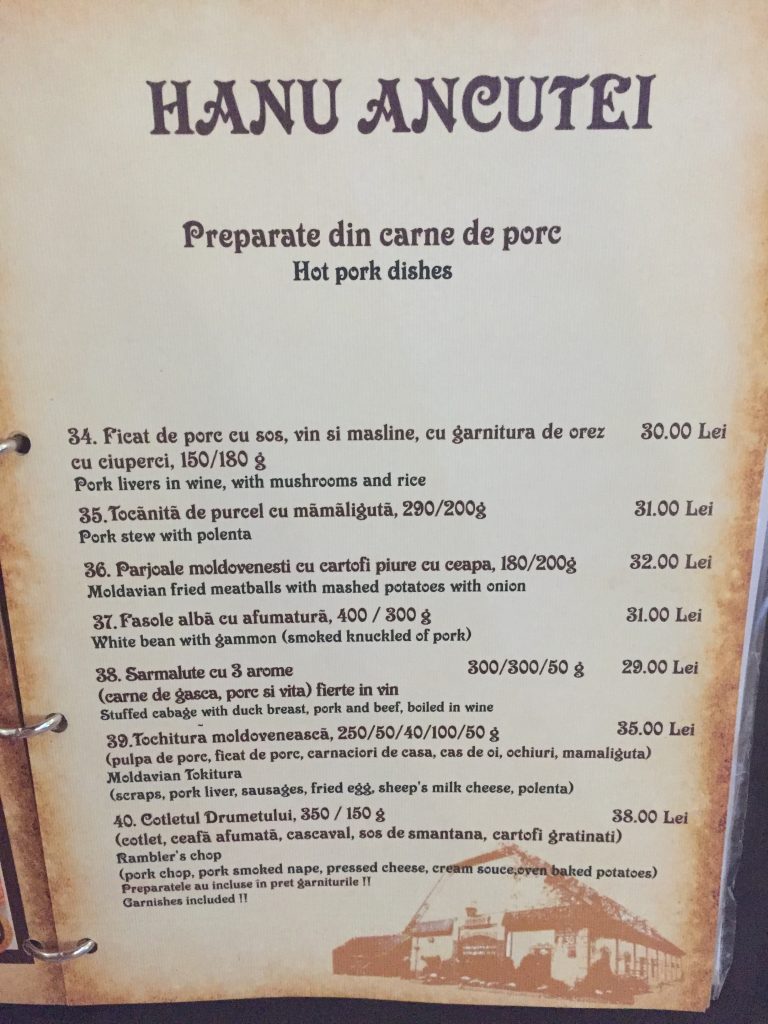 HANU ANCUTEI
Preparate din carne de porc
Hot pork dishes
34. Ficat de porc cu sos, vin si masline, cu garnitura de orez 30.00 Lei
cu ciuperci, 150/180 g
Pork livers in wine, with mushrooms and rice
35.Tocănită de purcel cu mămăligută, 290/200g 31.00 Lei
Pork stew with polenta
36. Parjoale moldovenesti cu cartofi piure cu ceapa, 180/200g 32.00 Lei
Moldavian fried meatballs with mashed potatoes with onion
37. Fasole albă cu afumatură, 400 / 300 g 31.00 Lei
White bean with gammon (smoked knuckled of pork)
38. Sarmalute cu 3 arome 300/300/50 g 29.00 Lei
(carne de gasca, porc si vita) fierte in vin
Stuffed cabage with duck breast, pork and beef, boiled in wine
39.Tochitura moldovenească, 250/50/40/100/50 g 35.00 Lei
(pulpa de porc, ficat de porc, carnaciori de casa, cas de oi, ochiuri, mamaliguta)
Moldavian Tokitura
(scraps, pork liver, sausages, fried egg, sheep's milk cheese, polenta)
40. Cotletul Drumetului, 350 / 150 g 38.00 Lei
(cotlet, ceafă afumată, cascaval, sos de smantana, cartofi gratinati)
Rambler's chop
(pork chop, pork smoked nape, pressed cheese, cream souce,oven baked potatoes)
Preparatele au incluse in pret garniturile !!
Garnishes included !!